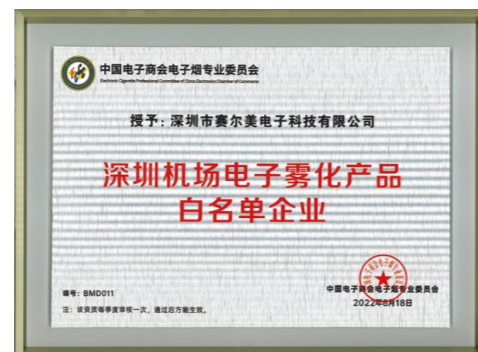 中国电子商会电子烟专业委员会
Electronic Cigarette Professional Committee of China Electronics Chamber of Commerce
授予：深圳市赛尔美电子科技有限公司
深圳机场电子雾化产品
白名单企业
编号：BMD011
中国电子商会电子烟专业委员会
注：该资质每季度审核一次，通过后方能生效。
2022年8月18日